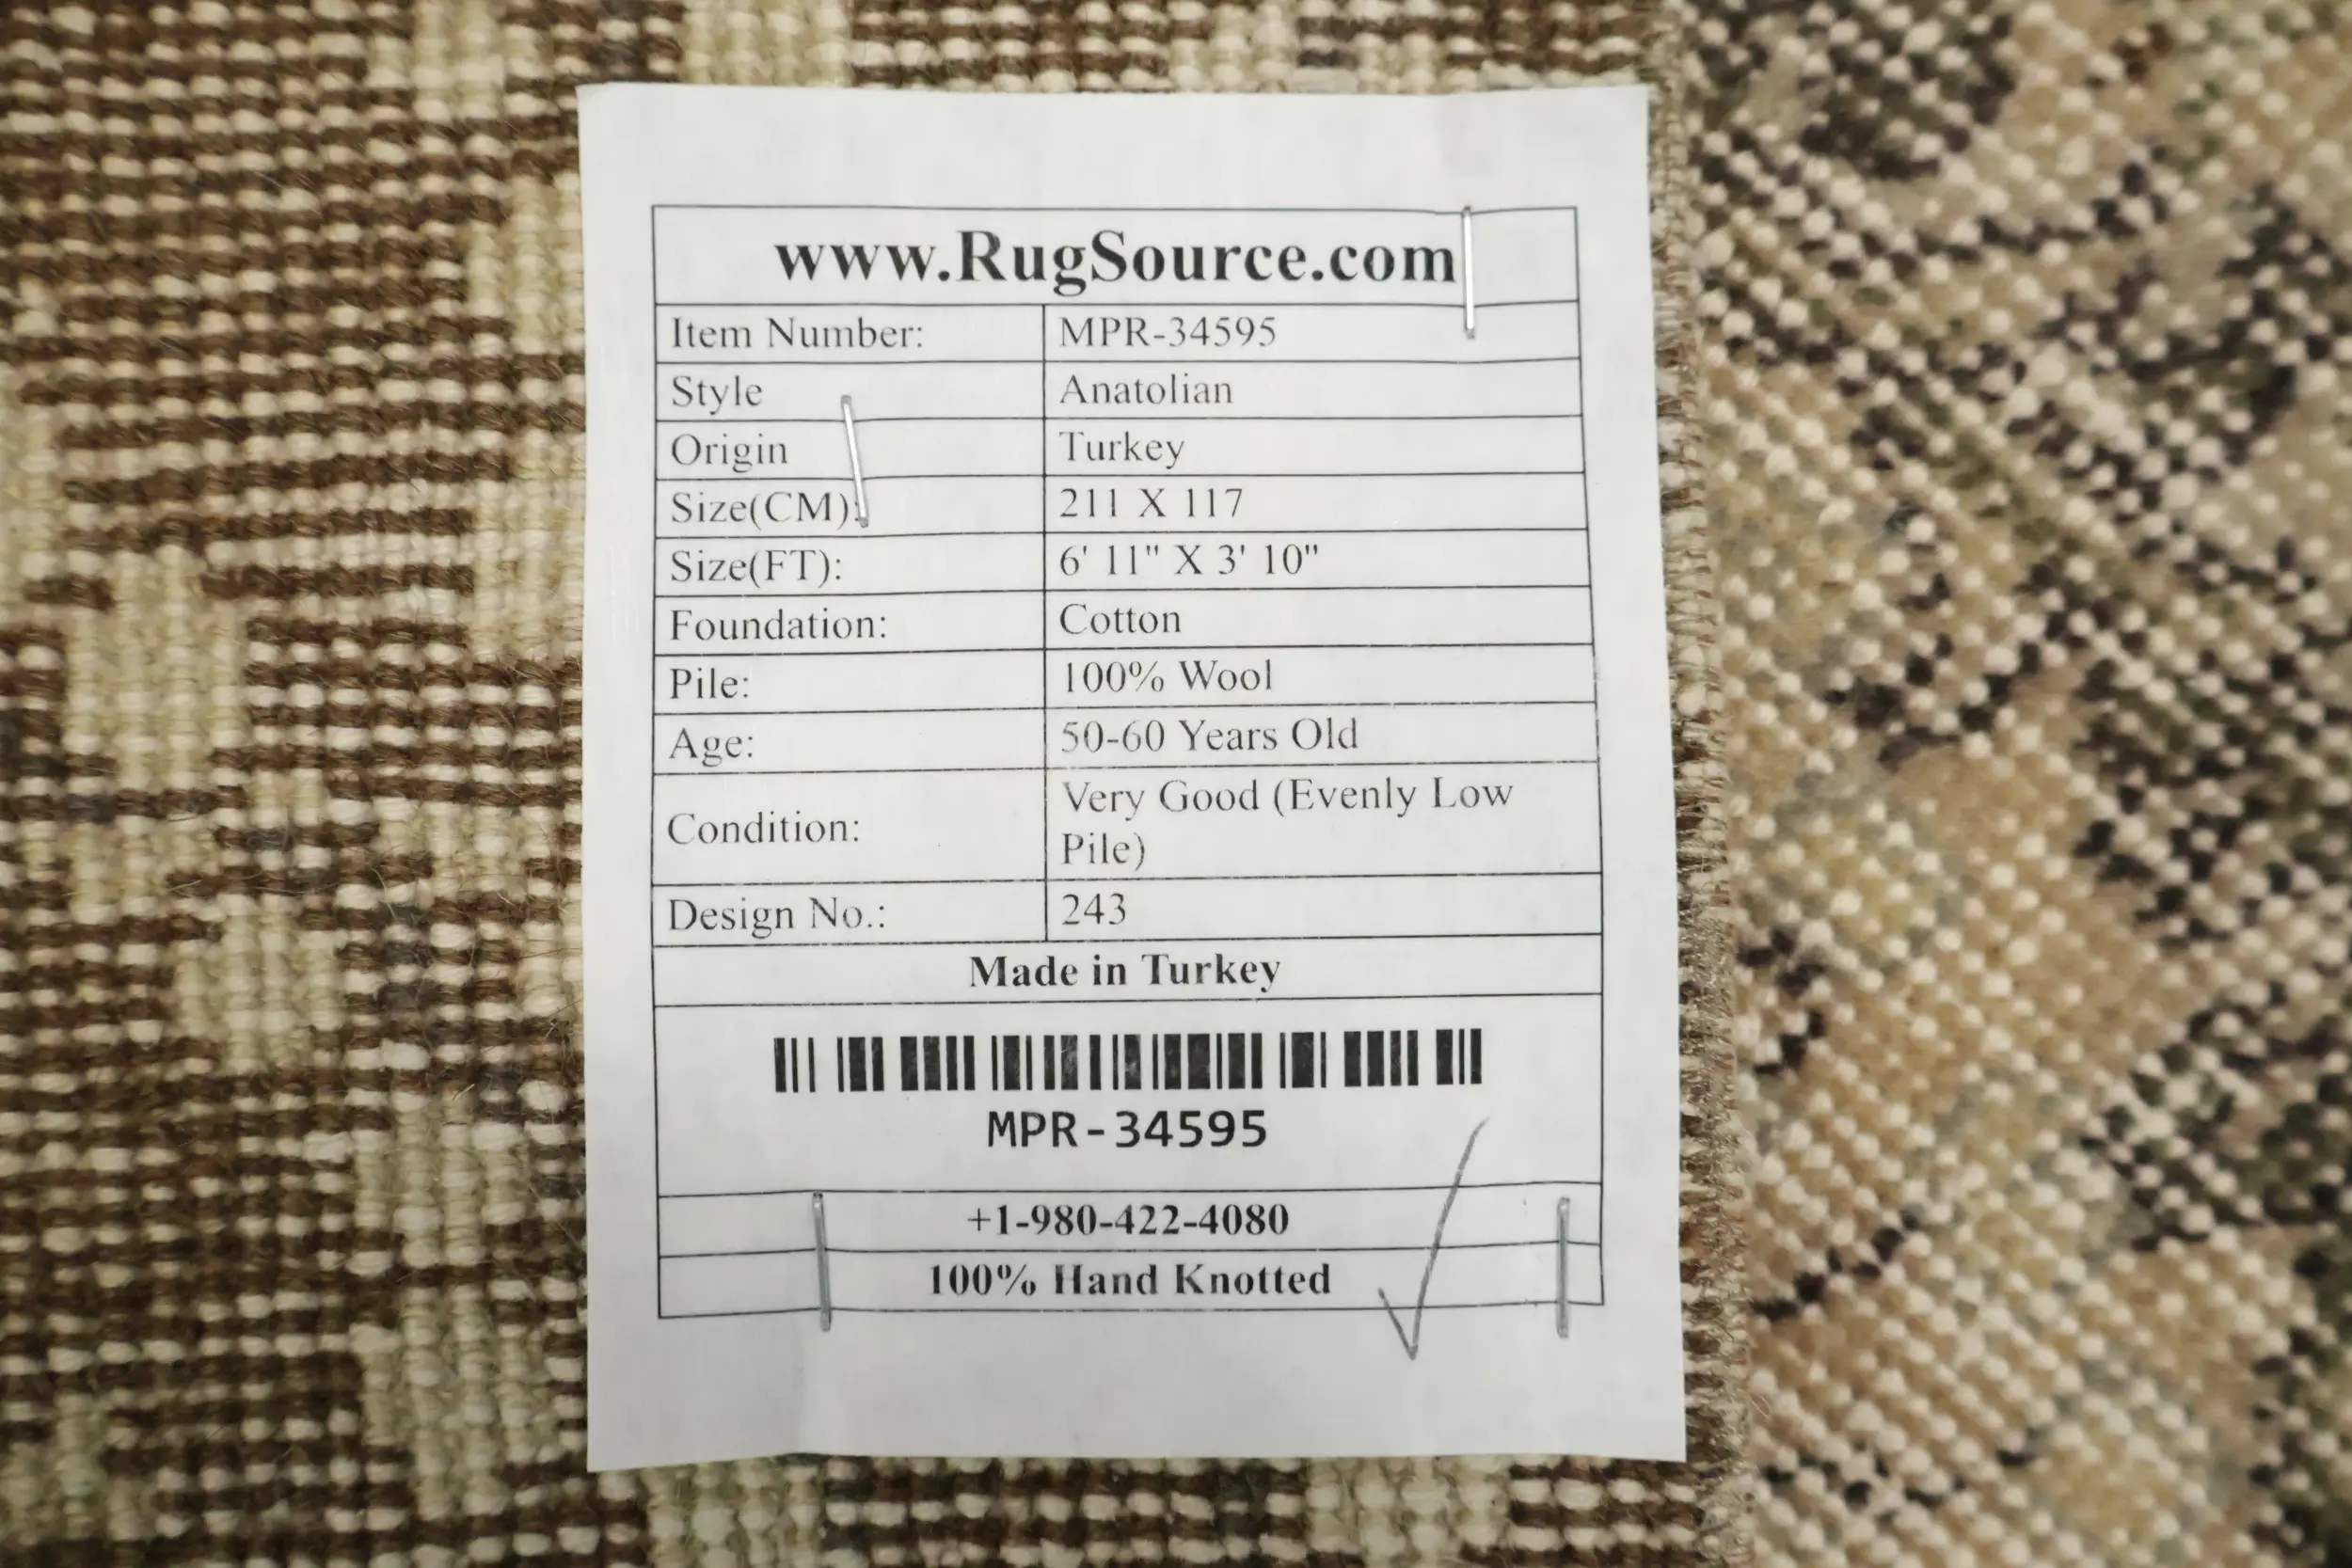 www.RugSource.com
Item Number: MPR-34595
Style Anatolian
Origin Turkey
Size(CM): 211 X 117
Size(FT): 6' 11" X 3' 10"
Foundation: Cotton
Pile: 100% Wool
Age: 50-60 Years Old
Condition: Very Good (Evenly Low
Pile)
Design No.: 243
Made in Turkey
MPR-34595
+1-980-422-4080
100% Hand Knotted